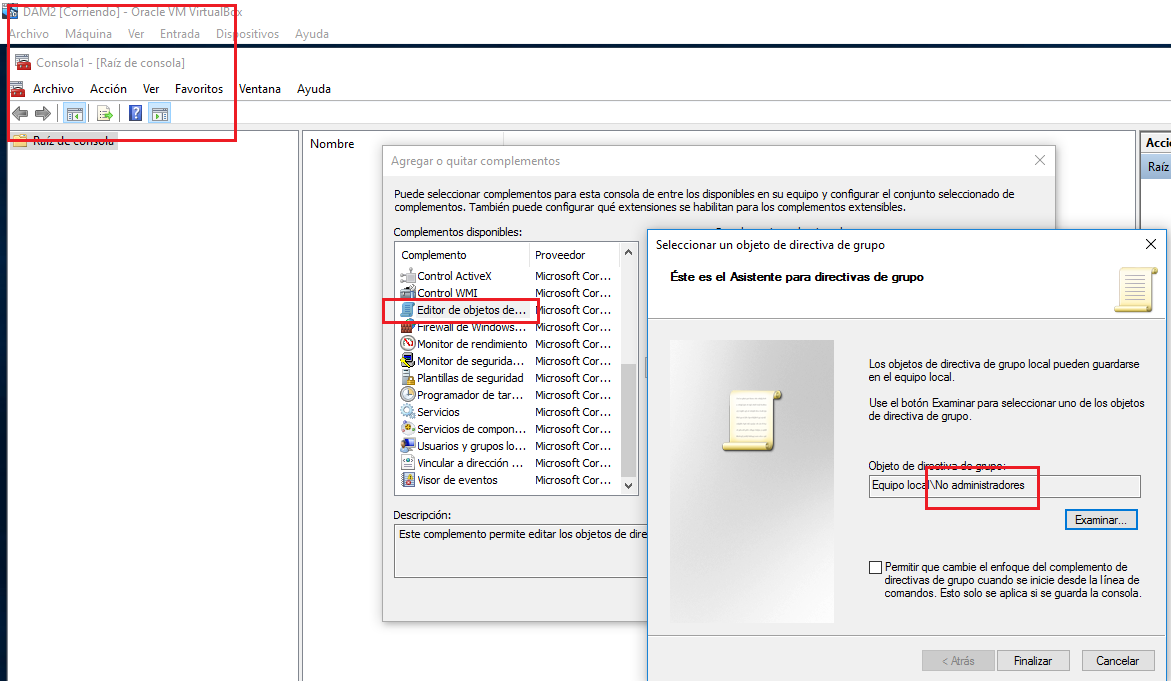 DAM2 [Corriendo] - Oracle VM VirtualBox
Archivo Máquina Ver Entrada Dispositivos Ayuda
Consola1 - [Raíz de consola]
Archivo Acción Ver Favoritos Ventana Ayuda
Raíz de consola
Nombre
Acci
Raíz
Agregar o quitar complementos
Puede seleccionar complementos para esta consola de entre los disponibles en su equipo y configurar el conjunto seleccionado de
complementos. También puede configurar qué extensiones se habilitan para los complementos extensibles.
Complementos disponibles:
Complemento Proveedor
Control ActiveX Microsoft Cor...
Control WMI Microsoft Cor...
Editor de objetos de... Microsoft Cor...
Firewall de Windows... Microsoft Cor...
Monitor de rendimiento Microsoft Cor...
Monitor de segurida... Microsoft Cor...
Plantillas de seguridad Microsoft Cor...
Programador de tar... Microsoft Cor...
Servicios Microsoft Cor...
Servicios de compon... Microsoft Cor...
Usuarios y grupos lo... Microsoft Cor...
Vincular a dirección ... Microsoft Cor...
Visor de eventos Microsoft Cor...
Descripción:
Este complemento permite editar los objetos de dire
Seleccionar un objeto de directiva de grupo
Éste es el Asistente para directivas de grupo
Los objetos de directiva de grupo local pueden guardarse
en el equipo local.
Use el botón Examinar para seleccionar uno de los objetos
de directiva de grupo.
Objeto de directiva de grupo:
Equipo local\No administradores
Examinar...
Permitir que cambie el enfoque del complemento de
directivas de grupo cuando se inicie desde la línea de
comandos. Esto solo se aplica si se guarda la consola.
< Atrás Finalizar Cancelar